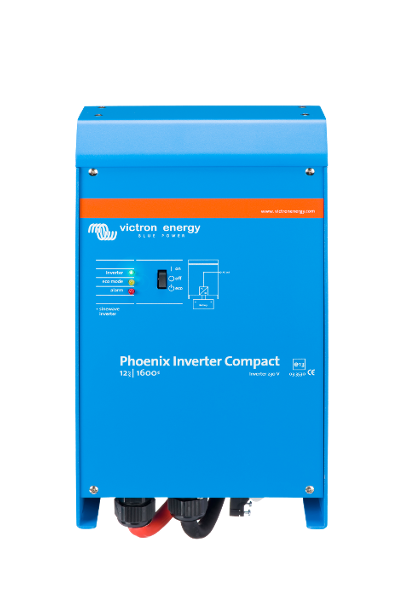 www.victronenergy.com
victron energy
BLUE POWER
inverter
eco mode
alarm
on
off
eco
Phoenix Inverter Compact
12 | 1600
Inverter 230 V
CE